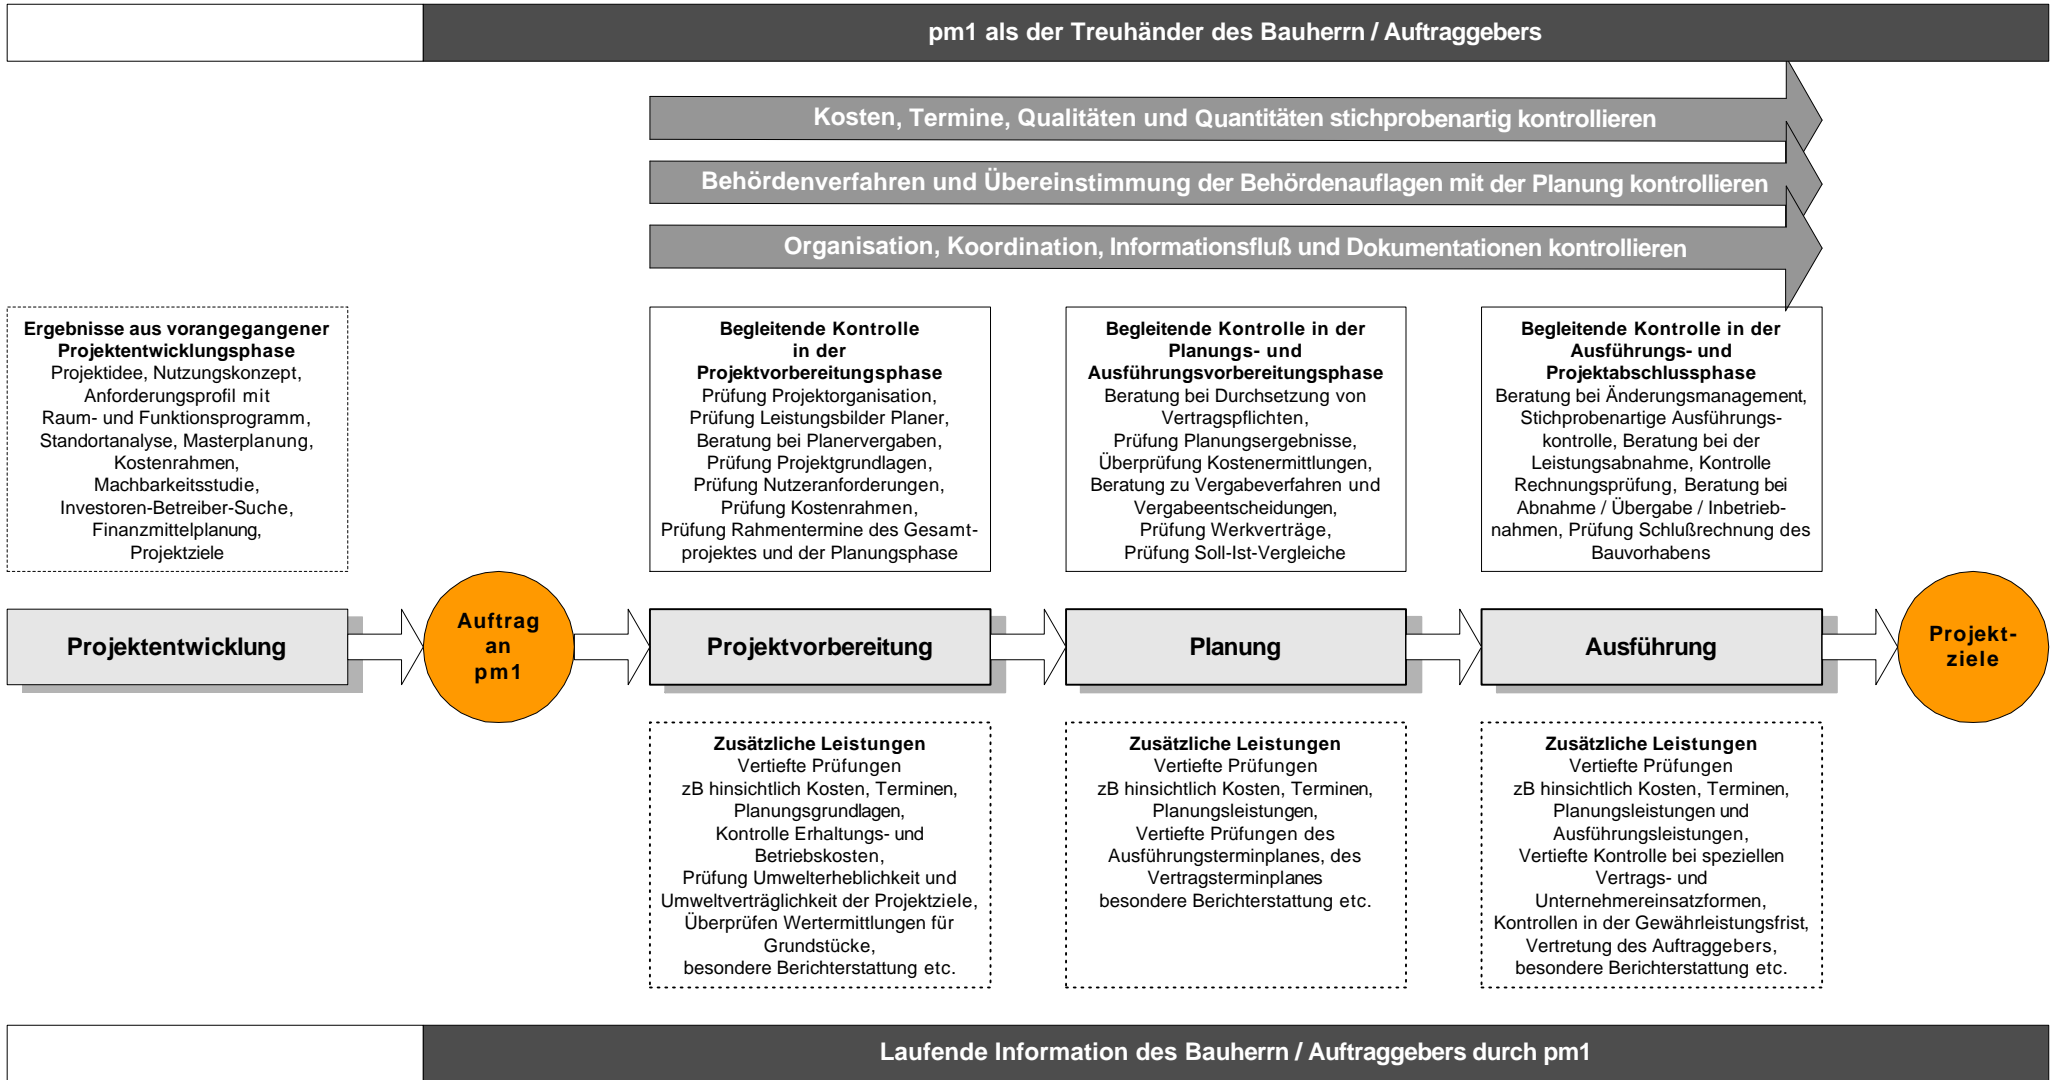 pm1 als der Treuhänder des Bauherrn / Auftraggebers
Kosten, Termine, Qualitäten und Quantitäten stichprobenartig kontrollieren
Behördenverfahren und Übereinstimmung der Behördenauflagen mit der Planung kontrollieren
Organisation, Koordination, Informationsfluß und Dokumentationen kontrollieren
Ergebnisse aus vorangegangener
Projektentwicklungsphase
Projektidee, Nutzungskonzept,
Anforderungsprofil mit
Raum- und Funktionsprogramm,
Standortanalyse, Masterplanung,
Kostenrahmen,
Machbarkeitsstudie,
Investoren-Betreiber-Suche,
Finanzmittelplanung,
Projektziele
Begleitende Kontrolle
in der
Projektvorbereitungsphase
Prüfung Projektorganisation,
Prüfung Leistungsbilder Planer,
Beratung bei Planervergaben,
Prüfung Projektgrundlagen,
Prüfung Nutzeranforderungen,
Prüfung Kostenrahmen,
Prüfung Rahmentermine des Gesamt-
projektes und der Planungsphase
Begleitende Kontrolle in der
Planungs- und
Ausführungsvorbereitungsphase
Beratung bei Durchsetzung von
Vertragspflichten,
Prüfung Planungsergebnisse,
Überprüfung Kostenermittlungen,
Beratung zu Vergabeverfahren und
Vergabeentscheidungen,
Prüfung Werkverträge,
Prüfung Soll-Ist-Vergleiche
Begleitende Kontrolle in der
Ausführungs- und
Projektabschlussphase
Beratung bei Änderungsmanagement,
Stichprobenartige Ausführungs-
kontrolle, Beratung bei der
Leistungsabnahme, Kontrolle
Rechnungsprüfung, Beratung bei
Abnahme / Übergabe / Inbetrieb-
nahmen, Prüfung Schlußrechnung des
Bauvorhabens
Projektentwicklung
Auftrag
an
pm1
Projektvorbereitung
Planung
Ausführung
Projekt-
ziele
Zusätzliche Leistungen
Vertiefte Prüfungen
zB hinsichtlich Kosten, Terminen,
Planungsgrundlagen,
Kontrolle Erhaltungs- und
Betriebskosten,
Prüfung Umwelterheblichkeit und
Umweltverträglichkeit der Projektziele,
Überprüfen Wertermittlungen für
Grundstücke,
besondere Berichterstattung etc.
Zusätzliche Leistungen
Vertiefte Prüfungen
zB hinsichtlich Kosten, Terminen,
Planungsleistungen,
Vertiefte Prüfungen des
Ausführungsterminplanes, des
Vertragsterminplanes
besondere Berichterstattung etc.
Zusätzliche Leistungen
Vertiefte Prüfungen
zB hinsichtlich Kosten, Terminen,
Planungsleistungen und
Ausführungsleistungen,
Vertiefte Kontrolle bei speziellen
Vertrags- und
Unternehmereinsatzformen,
Kontrollen in der Gewährleistungsfrist,
Vertretung des Auftraggebers,
besondere Berichterstattung etc.
Laufende Information des Bauherrn / Auftraggebers durch pm1